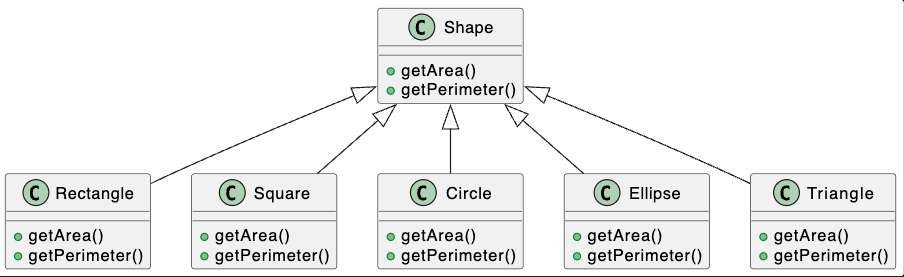 C Shape
getArea()
getPerimeter()
C Rectangle
getArea()
getPerimeter()
C Square
getArea()
getPerimeter()
C Circle
getArea()
getPerimeter()
C Ellipse
getArea()
getPerimeter()
C Triangle
getArea()
getPerimeter()